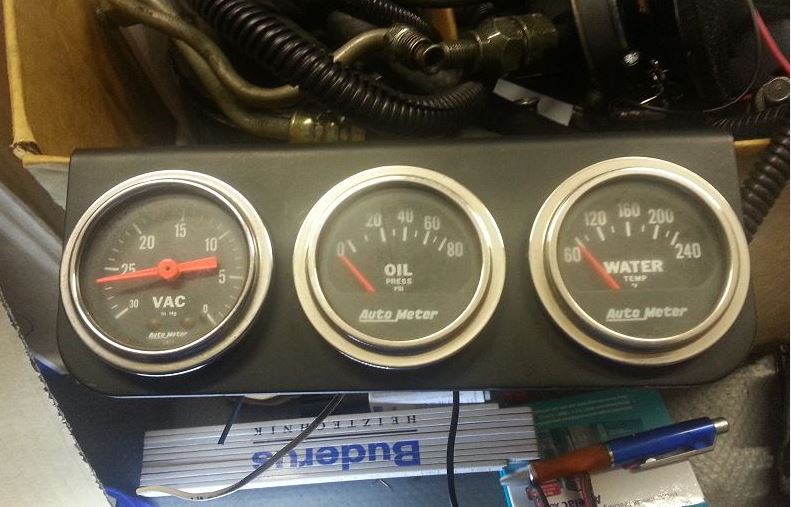 15
20
10
25
5
30
0
VAC
In Hg
Auto Meter
0
20
40
60
80
OIL
PRESS
PSI
Auto Meter
60
120
160
200
240
WATER
TEMP
°F
Auto Meter
HEIZTECHNIK
Buderus